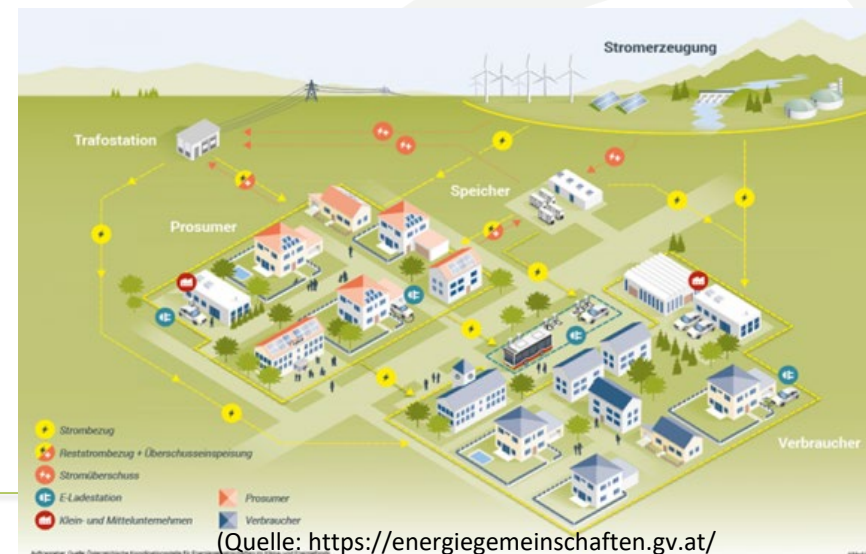 Stromerzeugung
Trafostation
Speicher
Prosumer
Strombezug
Reststrombezug + Überschusseinspeisung
Stromüberschuss
E-Ladestation
Klein- und Mittelunternehmen
Prosumer
Verbraucher
Verbraucher
(Quelle: https://energiegemeinschaften.gv.at/